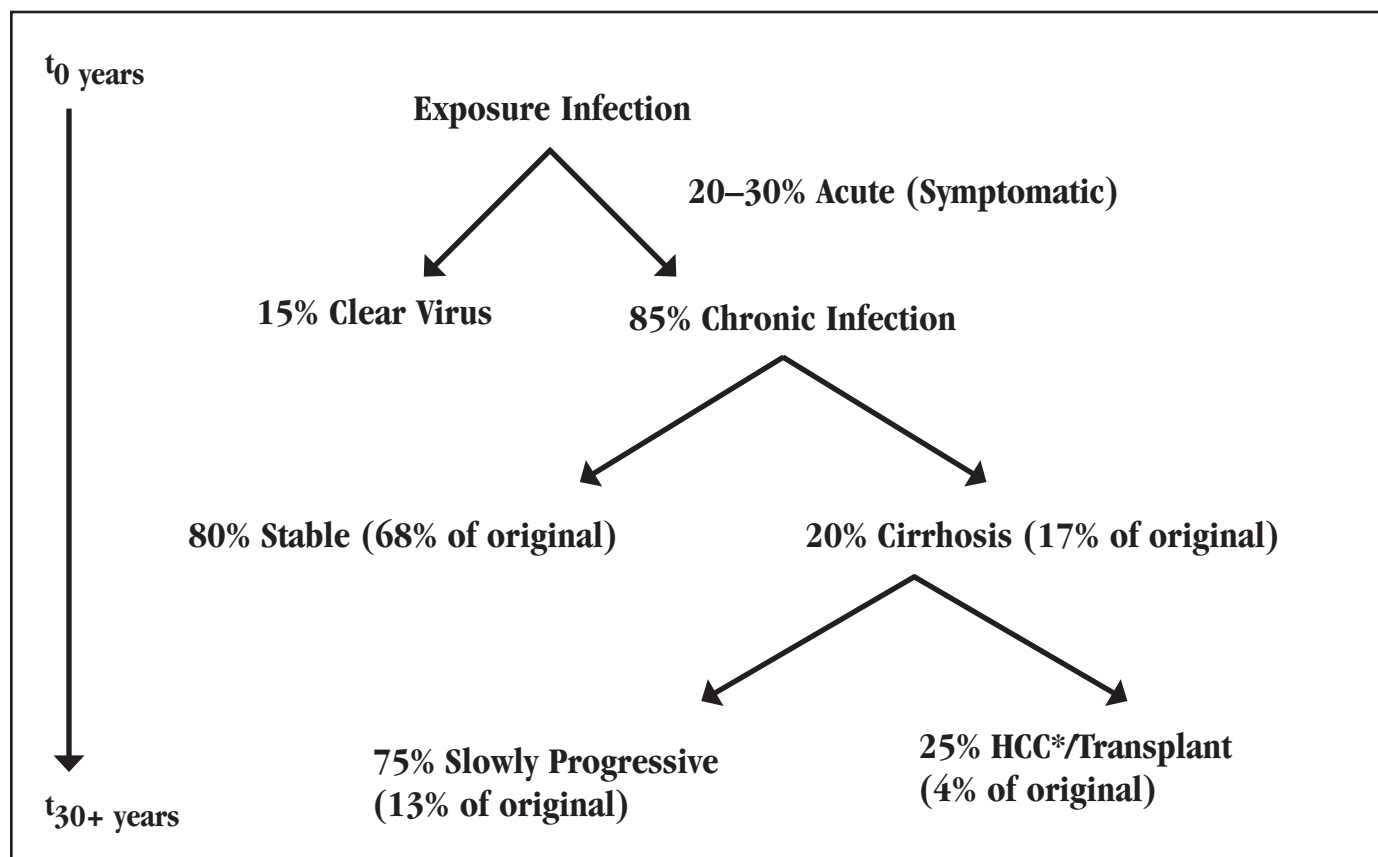 t0 years
Exposure Infection
20–30% Acute (Symptomatic)
15% Clear Virus
85% Chronic Infection
80% Stable (68% of original)
20% Cirrhosis (17% of original)
75% Slowly Progressive
(13% of original)
25% HCC*/Transplant
(4% of original)
t30+ years